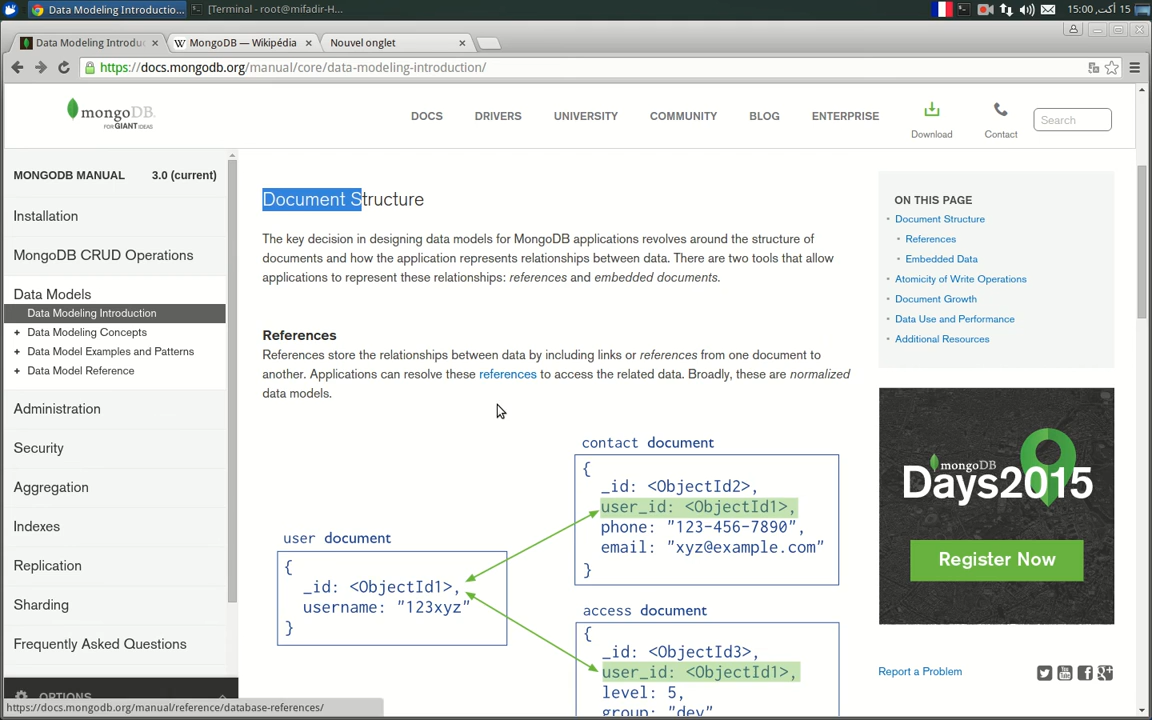 Data Modeling Introductio...
[Terminal - root@mifadir-H...
15 أكت, 15:00
Data Modeling Introduc
MongoDB — Wikipédia
Nouvel onglet
https://docs.mongodb.org/manual/core/data-modeling-introduction/
mongoDB.
FOR GIANT IDEAS
DOCS
DRIVERS
UNIVERSITY
COMMUNITY
BLOG
ENTERPRISE
Download
Contact
Search
MONGODB MANUAL 3.0 (current)
Installation
MongoDB CRUD Operations
Data Models
Data Modeling Introduction
+ Data Modeling Concepts
+ Data Model Examples and Patterns
+ Data Model Reference
Administration
Security
Aggregation
Indexes
Replication
Sharding
Frequently Asked Questions
OPTIONS
https://docs.mongodb.org/manual/reference/database-references/
Document Structure
The key decision in designing data models for MongoDB applications revolves around the structure of
documents and how the application represents relationships between data. There are two tools that allow
applications to represent these relationships: references and embedded documents.
References
References store the relationships between data by including links or references from one document to
another. Applications can resolve these references to access the related data. Broadly, these are normalized
data models.
contact document
{
_id: <ObjectId2>,
user_id: <ObjectId1>,
phone: "123-456-7890",
email: "xyz@example.com"
}
user document
{
_id: <ObjectId1>,
username: "123xyz"
}
access document
{
_id: <ObjectId3>,
user_id: <ObjectId1>,
level: 5,
group: "dev"
ON THIS PAGE
Document Structure
References
Embedded Data
Atomicity of Write Operations
Document Growth
Data Use and Performance
Additional Resources
mongoDB
Days2015
Register Now
Report a Problem